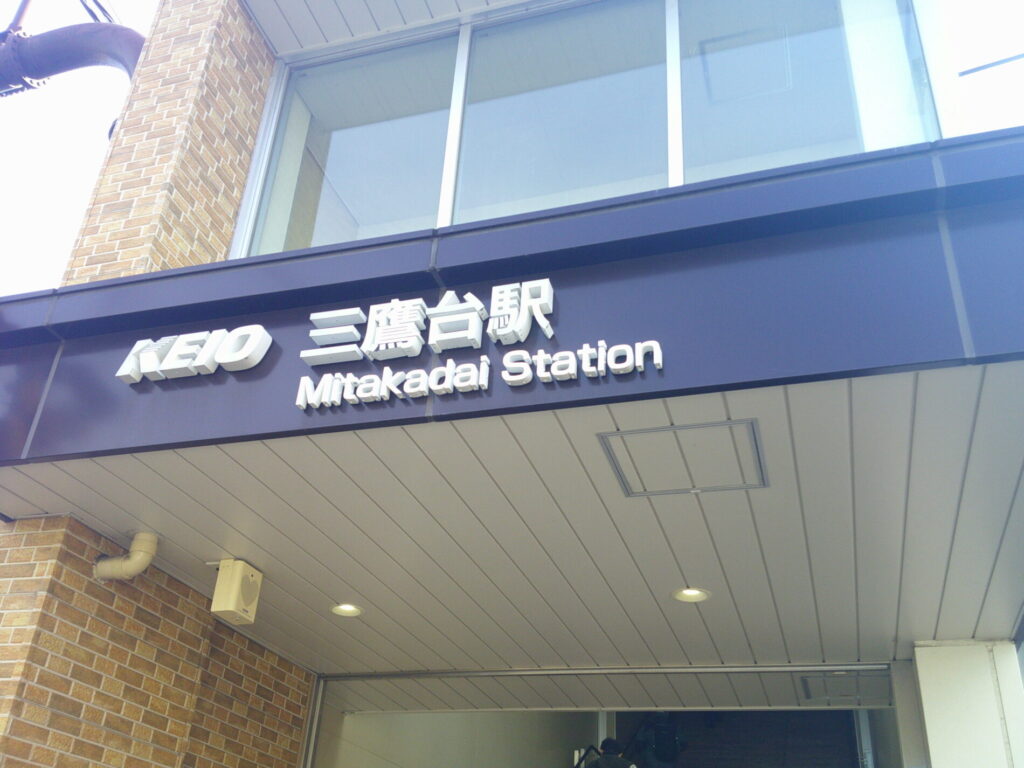 KEIO 三鷹台駅
Mitakadai Station